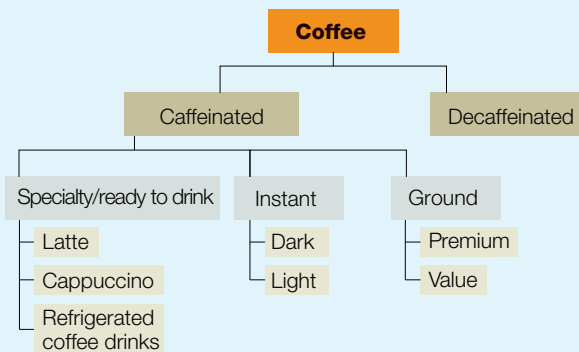 Coffee
Caffeinated
Decaffeinated
Specialty/ready to drink
Instant
Ground
Latte
Dark
Premium
Cappuccino
Light
Value
Refrigerated
coffee drinks